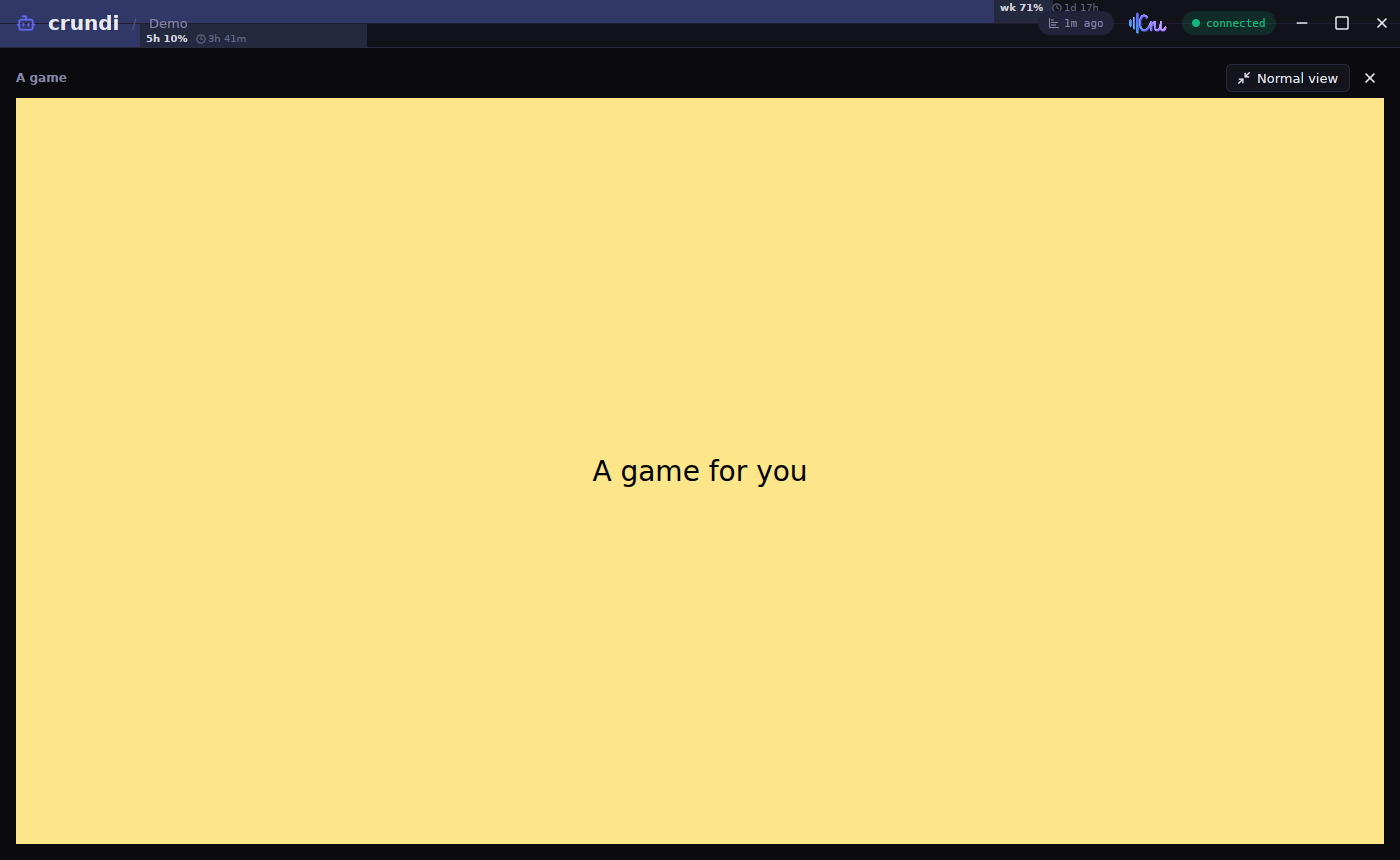 crundi / Demo
wk 71% 1d 17h
5h 10% 3h 41m
1m ago
Cru
connected
A game
Normal view
A game for you